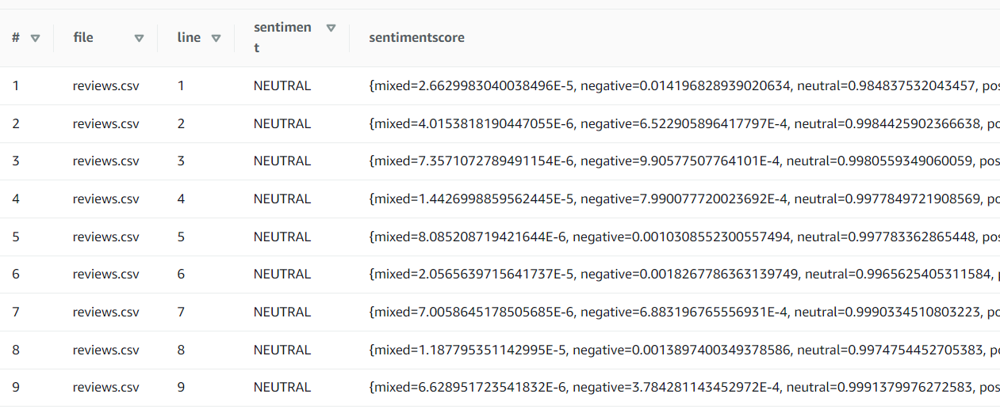 # file line sentimen
t sentimentscore
1 reviews.csv 1 NEUTRAL {mixed=2.6629983040038496E-5, negative=0.014196828939020634, neutral=0.984837532043457, pos
2 reviews.csv 2 NEUTRAL {mixed=4.0153818190447055E-6, negative=6.522905896417797E-4, neutral=0.9984425902366638, po
3 reviews.csv 3 NEUTRAL {mixed=7.3571072789491154E-6, negative=9.90577507764101E-4, neutral=0.9980559349060059, pos
4 reviews.csv 4 NEUTRAL {mixed=1.4426998859562445E-5, negative=7.990077720023692E-4, neutral=0.9977849721908569, po
5 reviews.csv 5 NEUTRAL {mixed=8.085208719421644E-6, negative=0.0010308552300557494, neutral=0.997783362865448, pos
6 reviews.csv 6 NEUTRAL {mixed=2.0565639715641737E-5, negative=0.0018267786363139749, neutral=0.9965625405311584, p
7 reviews.csv 7 NEUTRAL {mixed=7.0058645178505685E-6, negative=6.883196765556931E-4, neutral=0.9990334510803223, po
8 reviews.csv 8 NEUTRAL {mixed=1.187795351142995E-5, negative=0.0013897400349378586, neutral=0.9974754452705383, p
9 reviews.csv 9 NEUTRAL {mixed=6.628951723541832E-6, negative=3.784281143452972E-4, neutral=0.9991379976272583, pos